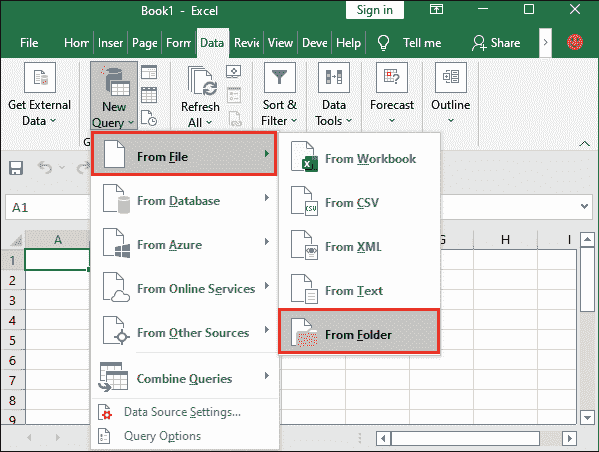 Book1 - Excel
Sign in
File
Hom
Inser
Page
Form
Data
Revie
View
Deve
Help
Tell me
Share
Get External
Data
New
Query
Refresh
All
Sort &
Filter
Data
Tools
Forecast
Outline
G
From File
From Database
From Azure
From Online Services
From Other Sources
Combine Queries
Data Source Settings...
Query Options
From Workbook
From CSV
CSV
From XML
From Text
From Folder
A1
A
G
H
I
1
2
3
4
5
6
7
8
9